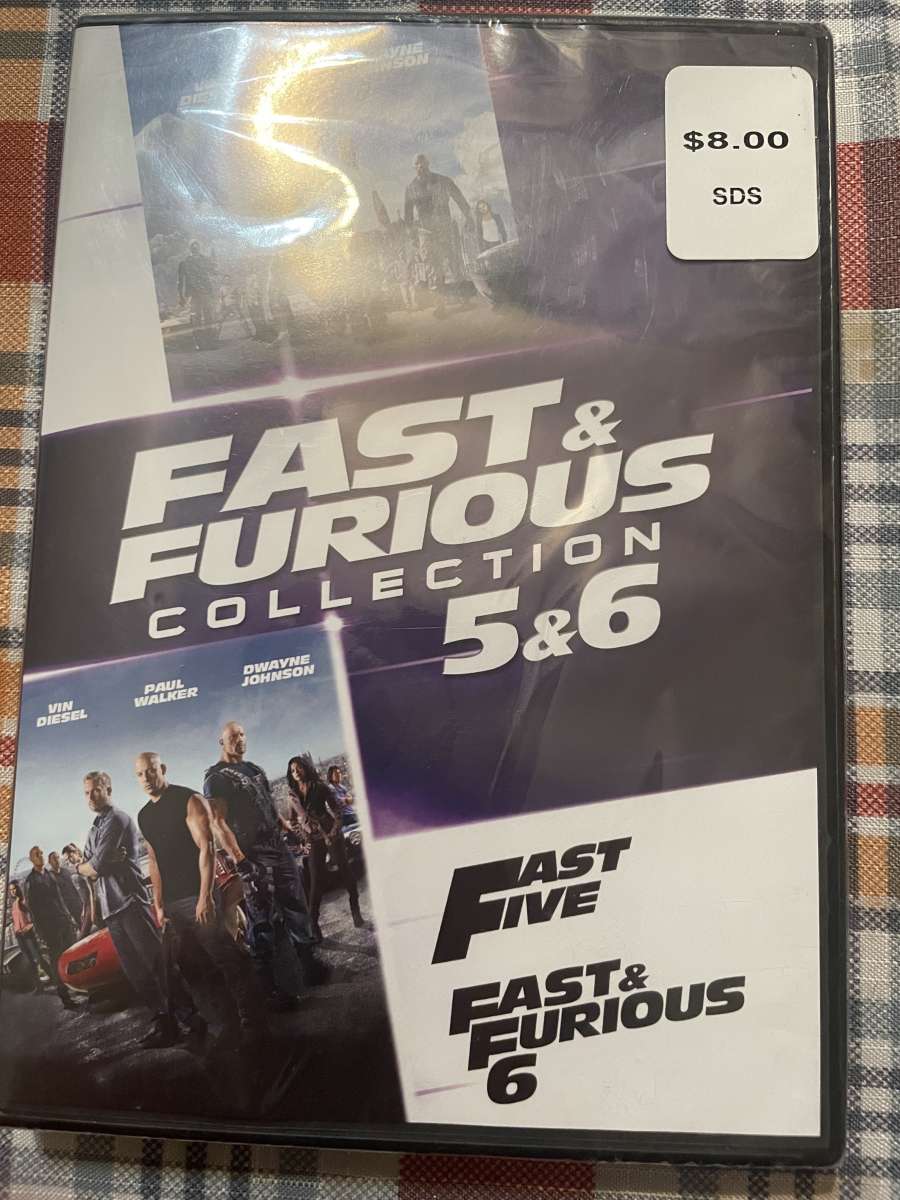 $8.00
SDS
FAST &
FURIOUS
COLLECTION
5&6
VIN
DIESEL
PAUL
WALKER
DWAYNE
JOHNSON
FAST
FIVE
FAST &
FURIOUS
6